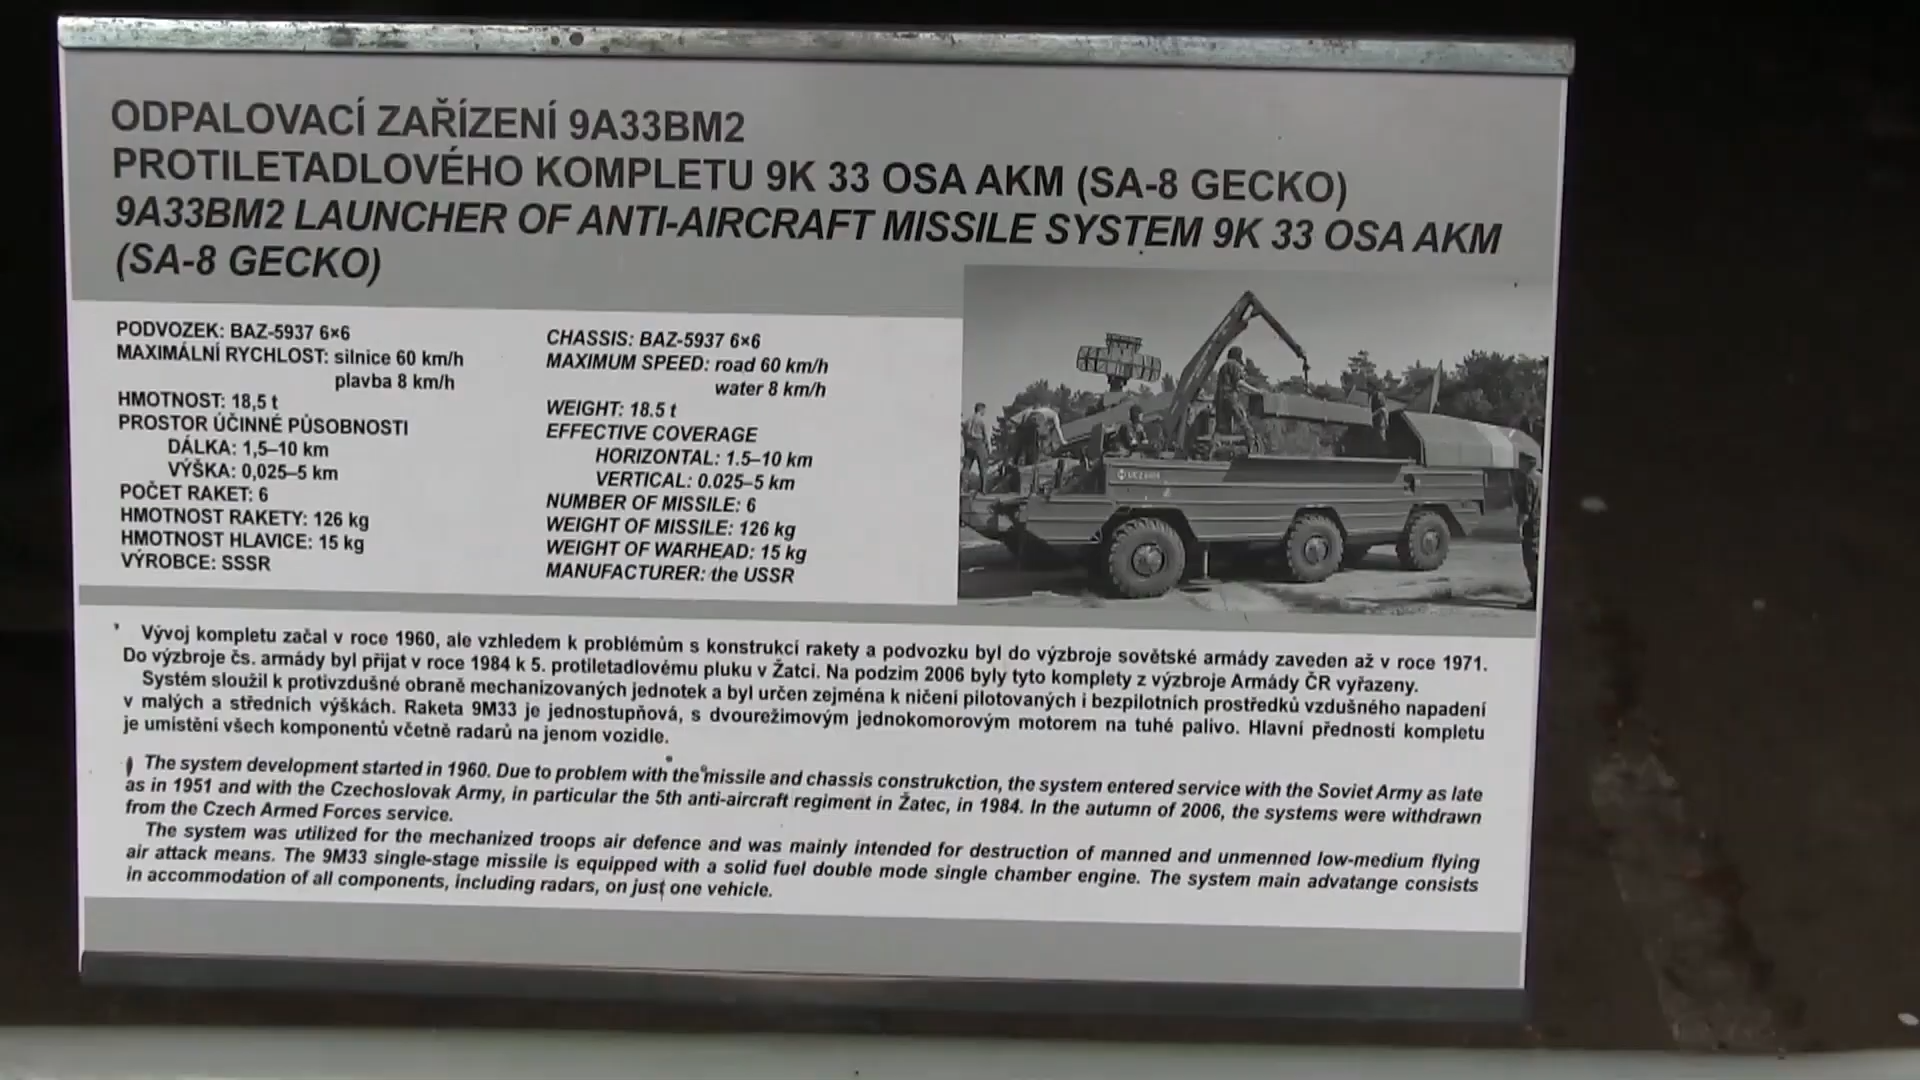 ODPALOVACÍ ZAŘÍZENÍ 9A33BM2
PROTILETADLOVÉHO KOMPLETU 9K 33 OSA AKM (SA-8 GECKO)
9A33BM2 LAUNCHER OF ANTI-AIRCRAFT MISSILE SYSTEM 9K 33 OSA AKM
(SA-8 GECKO)
PODVOZEK: BAZ-5937 6×6
MAXIMÁLNÍ RYCHLOST: silnice 60 km/h
plavba 8 km/h
HMOTNOST: 18,5 t
PROSTOR ÚČINNÉ PŮSOBNOSTI
DÁLKA: 1,5–10 km
VÝŠKA: 0,025–5 km
POČET RAKET: 6
HMOTNOST RAKETY: 126 kg
HMOTNOST HLAVICE: 15 kg
VÝROBCE: SSSR
CHASSIS: BAZ-5937 6×6
MAXIMUM SPEED: road 60 km/h
water 8 km/h
WEIGHT: 18.5 t
EFFECTIVE COVERAGE
HORIZONTAL: 1.5–10 km
VERTICAL: 0.025–5 km
NUMBER OF MISSILE: 6
WEIGHT OF MISSILE: 126 kg
WEIGHT OF WARHEAD: 15 kg
MANUFACTURER: the USSR
Vývoj kompletu začal v roce 1960, ale vzhledem k problémům s konstrukcí rakety a podvozku byl do výzbroje sovětské armády zaveden až v roce 1971.
Do výzbroje čs. armády byl přijat v roce 1984 k 5. protiletadlovému pluku v Žatci. Na podzim 2006 byly tyto komplety z výzbroje Armády ČR vyřazeny.
Systém sloužil k protivzdušné obraně mechanizovaných jednotek a byl určen zejména k ničení pilotovaných i bezpilotních prostředků vzdušného napadení
v malých a středních výškách. Raketa 9M33 je jednostupňová, s dvourežimovým jednokomorovým motorem na tuhé palivo. Hlavní předností kompletu
je umístění všech komponentů včetně radarů na jenom vozidle.
The system development started in 1960. Due to problem with the missile and chassis construkction, the system entered service with the Soviet Army as late
as in 1951 and with the Czechoslovak Army, in particular the 5th anti-aircraft regiment in Žatec, in 1984. In the autumn of 2006, the systems were withdrawn
from the Czech Armed Forces service.
The system was utilized for the mechanized troops air defence and was mainly intended for destruction of manned and unmenned low-medium flying
air attack means. The 9M33 single-stage missile is equipped with a solid fuel double mode single chamber engine. The system main advatange consists
in accommodation of all components, including radars, on just one vehicle.